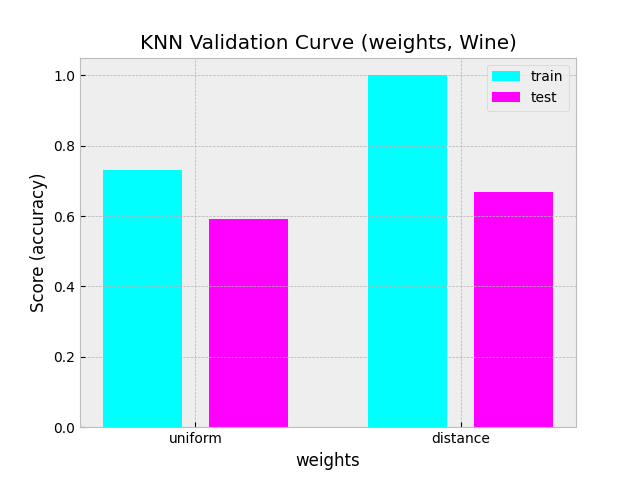 KNN Validation Curve (weights, Wine)
train
test
1.0
0.8
0.6
0.4
0.2
0.0
Score (accuracy)
uniform
distance
weights